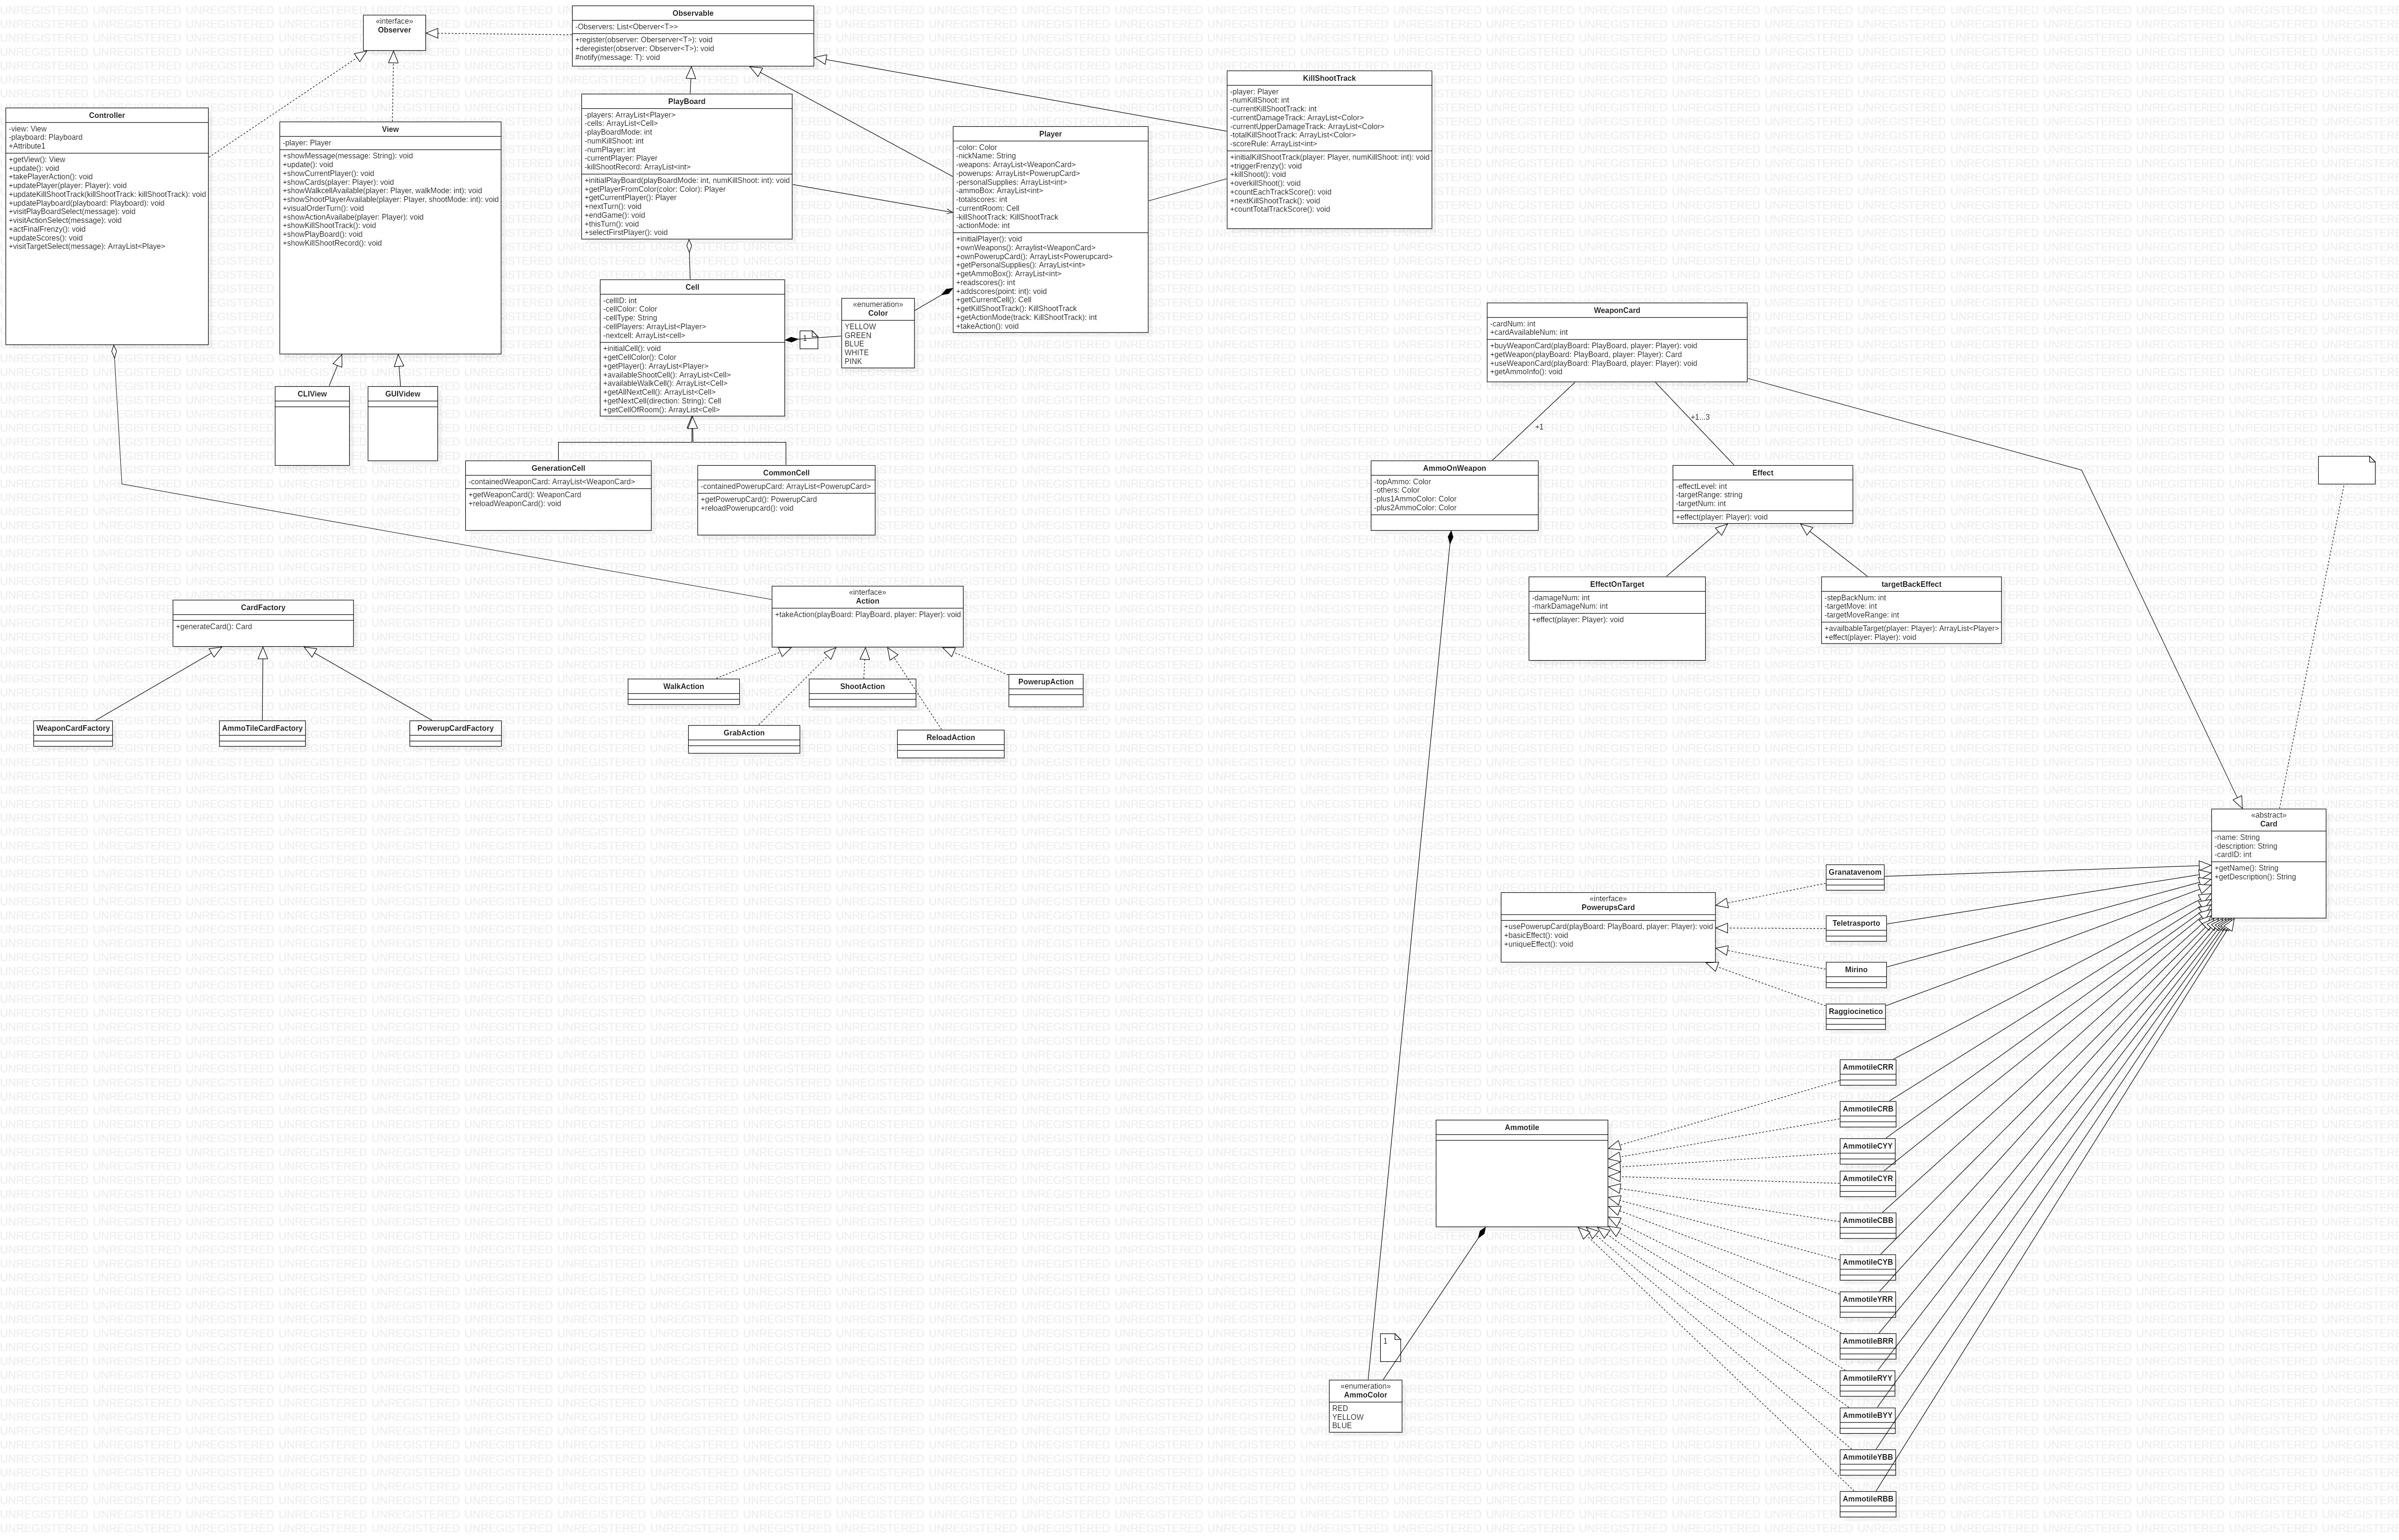 «interface»
Observer
Observable
-Observers: List<Oberver<T>>
+register(observer: Oberserver<T>): void
+deregister(observer: Observer<T>): void
#notify(message: T): void
KillShootTrack
-player: Player
-numKillShoot: int
-currentKillShootTrack: int
-currentDamageTrack: ArrayList<Color>
-currentUpperDamageTrack: ArrayList<Color>
-totalKillShootTrack: ArrayList<Color>
-scoreRule: ArrayList<int>
+initialKillShootTrack(player: Player, numKillShoot: int): void
+triggerFrenzy(): void
+killShoot(): void
+overkillShoot(): void
+countEachTrackScore(): void
+nextKillShootTrack(): void
+countTotalTrackScore(): void
Controller
-view: View
-playboard: Playboard
+Attribute1
+getView(): View
+update(): void
+takePlayerAction(): void
+updatePlayer(player: Player): void
+updateKillShootTrack(killShootTrack: killShootTrack): void
+updatePlayboard(playboard: Playboard): void
+visitPlayBoardSelect(message): void
+visitActionSelect(message): void
+actFinalFrenzy(): void
+updateScores(): void
+visitTargetSelect(message): ArrayList<Playe>
View
-player: Player
+showMessage(message: String): void
+update(): void
+showCurrentPlayer(): void
+showCards(player: Player): void
+showWalkcellAvailable(player: Player, walkMode: int): void
+showShootPlayerAvailable(player: Player, shootMode: int): void
+visualOrderTurn(): void
+showActionAvailabe(player: Player): void
+showKillShootTrack(): void
+showPlayBoard(): void
+showKillShootRecord(): void
PlayBoard
-players: ArrayList<Player>
-cells: ArrayList<Cell>
-playBoardMode: int
-numKillShoot: int
-numPlayer: int
-currentPlayer: Player
-killShootRecord: ArrayList<int>
+initialPlayBoard(playBoardMode: int, numKillShoot: int): void
+getPlayerFromColor(color: Color): Player
+getCurrentPlayer(): Player
+nextTurn(): void
+endGame(): void
+thisTurn(): void
+selectFirstPlayer(): void
Player
-color: Color
-nickName: String
-weapons: ArrayList<WeaponCard>
-powerups: ArrayList<PowerupCard>
-personalSupplies: ArrayList<int>
-ammoBox: ArrayList<int>
-totalscores: int
-currentRoom: Cell
-killShootTrack: KillShootTrack
-actionMode: int
+initialPlayer(): void
+ownWeapons(): Arraylist<WeaponCard>
+ownPowerupCard(): ArrayList<Powerupcard>
+getPersonalSupplies(): ArrayList<int>
+getAmmoBox(): ArrayList<int>
+readscores(): int
+addscores(point: int): void
+getCurrentCell(): Cell
+getKillShootTrack(): KillShootTrack
+getActionMode(track: KillShootTrack): int
+takeAction(): void
Cell
-cellID: int
-cellColor: Color
-cellType: String
-cellPlayers: ArrayList<Player>
-nextcell: ArrayList<cell>
+initialCell(): void
+getCellColor(): Color
+getPlayer(): ArrayList<Player>
+availableShootCell(): ArrayList<Cell>
+availableWalkCell(): ArrayList<Cell>
+getAllNextCell(): ArrayList<Cell>
+getNextCell(direction: String): Cell
+getCellOfRoom(): ArrayList<Cell>
1
«enumeration»
Color
YELLOW
GREEN
BLUE
WHITE
PINK
CLIView
GUIVidew
GenerationCell
-containedWeaponCard: ArrayList<WeaponCard>
+getWeaponCard(): WeaponCard
+reloadWeaponCard(): void
CommonCell
-containedPowerupCard: ArrayList<PowerupCard>
+getPowerupCard(): PowerupCard
+reloadPowerupcard(): void
WeaponCard
-cardNum: int
+cardAvailableNum: int
+buyWeaponCard(playBoard: PlayBoard, player: Player): void
+getWeapon(playBoard: PlayBoard, player: Player): Card
+useWeaponCard(playBoard: PlayBoard, player: Player): void
+getAmmoInfo(): void
+1
+1...3
AmmoOnWeapon
-topAmmo: Color
-others: Color
-plus1AmmoColor: Color
-plus2AmmoColor: Color
Effect
-effectLevel: int
-targetRange: string
-targetNum: int
+effect(player: Player): void
EffectOnTarget
-damageNum: int
-markDamageNum: int
+effect(player: Player): void
targetBackEffect
-stepBackNum: int
-targetMove: int
-targetMoveRange: int
+availbableTarget(player: Player): ArrayList<Player>
+effect(player: Player): void
CardFactory
+generateCard(): Card
WeaponCardFactory
AmmoTileCardFactory
PowerupCardFactory
«interface»
Action
+takeAction(playBoard: PlayBoard, player: Player): void
WalkAction
ShootAction
PowerupAction
GrabAction
ReloadAction
«abstract»
Card
-name: String
-description: String
-cardID: int
+getName(): String
+getDescription(): String
«interface»
PowerupsCard
+usePowerupCard(playBoard: PlayBoard, player: Player): void
+basicEffect(): void
+uniqueEffect(): void
Granatavenom
Teletrasporto
Mirino
Raggiocinetico
Ammotile
AmmotileCRR
AmmotileCRB
AmmotileCYY
AmmotileCYR
AmmotileCBB
AmmotileCYB
AmmotileYRR
AmmotileBRR
AmmotileRYY
AmmotileBYY
AmmotileYBB
AmmotileRBB
1
«enumeration»
AmmoColor
RED
YELLOW
BLUE
UNREGISTERED